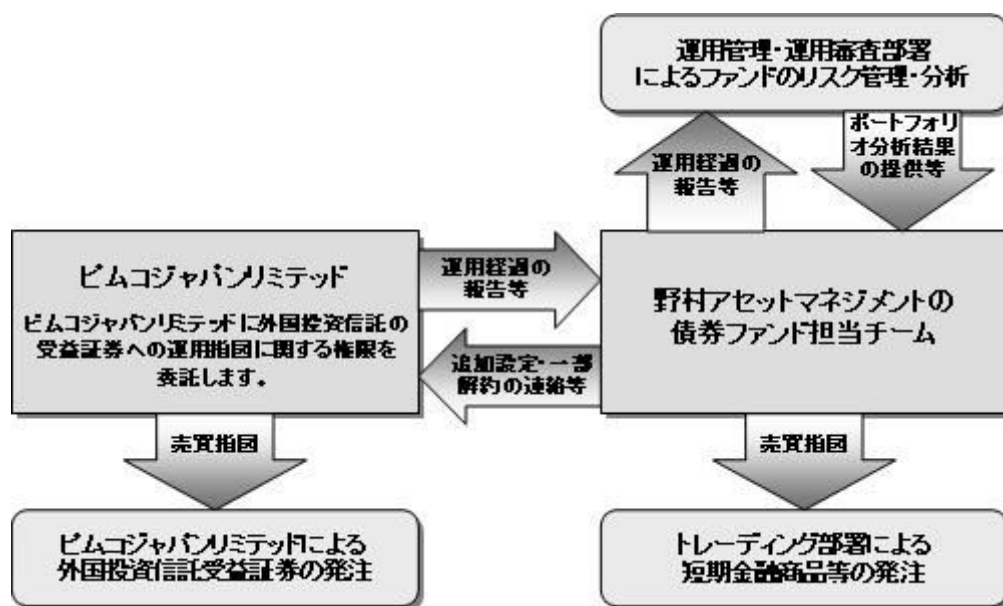 運用管理・運用審査部署
によるファンドのリスク管理・分析
運用経過の
報告等
ポートフォリ
オ分析結果
の提供等
ピムコジャパンリミテッド
ピムコジャパンリミテッドに外国投資信託の
受益証券への運用指図に関する権限を
委託します。
運用経過の
報告等
追加設定・一部
解約の連絡等
野村アセットマネジメントの
債券ファンド担当チーム
売買指図
売買指図
ピムコジャパンリミテッドによる
外国投資信託受益証券の発注
トレーディング部署による
短期金融商品等の発注